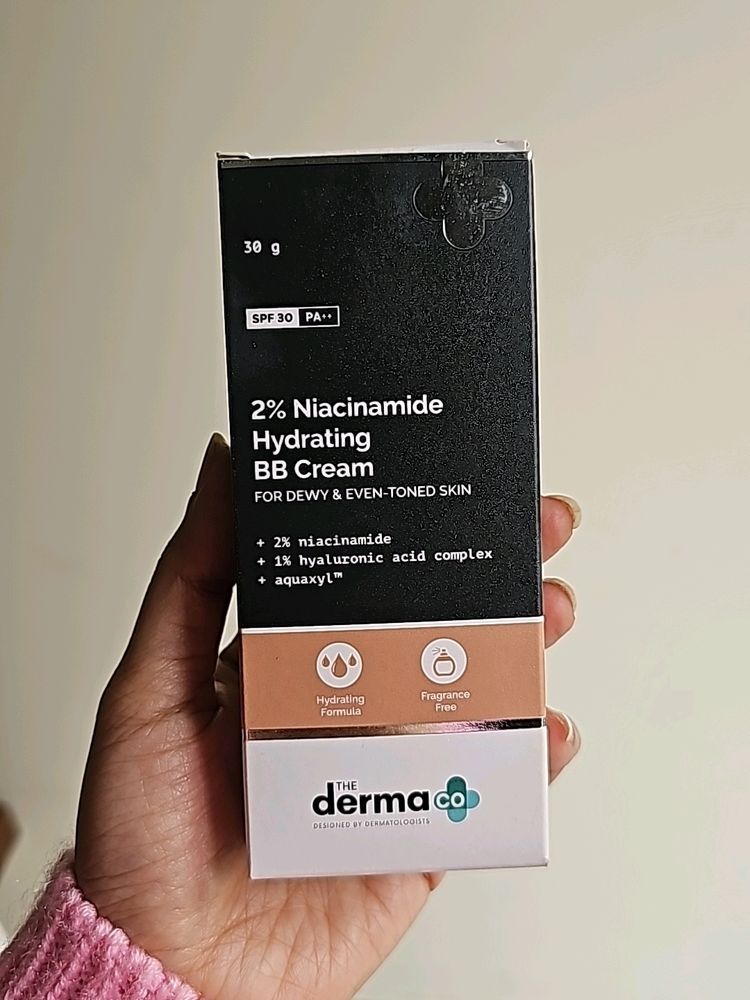 30 g
SPF 30 PA++
2% Niacinamide
Hydrating
BB Cream
FOR DEWY & EVEN-TONED SKIN
+ 2% niacinamide
+ 1% hyaluronic acid complex
+ aquaxyl™
Hydrating
Formula
Fragrance
Free
THE
derma co
DESIGNED BY DERMATOLOGISTS